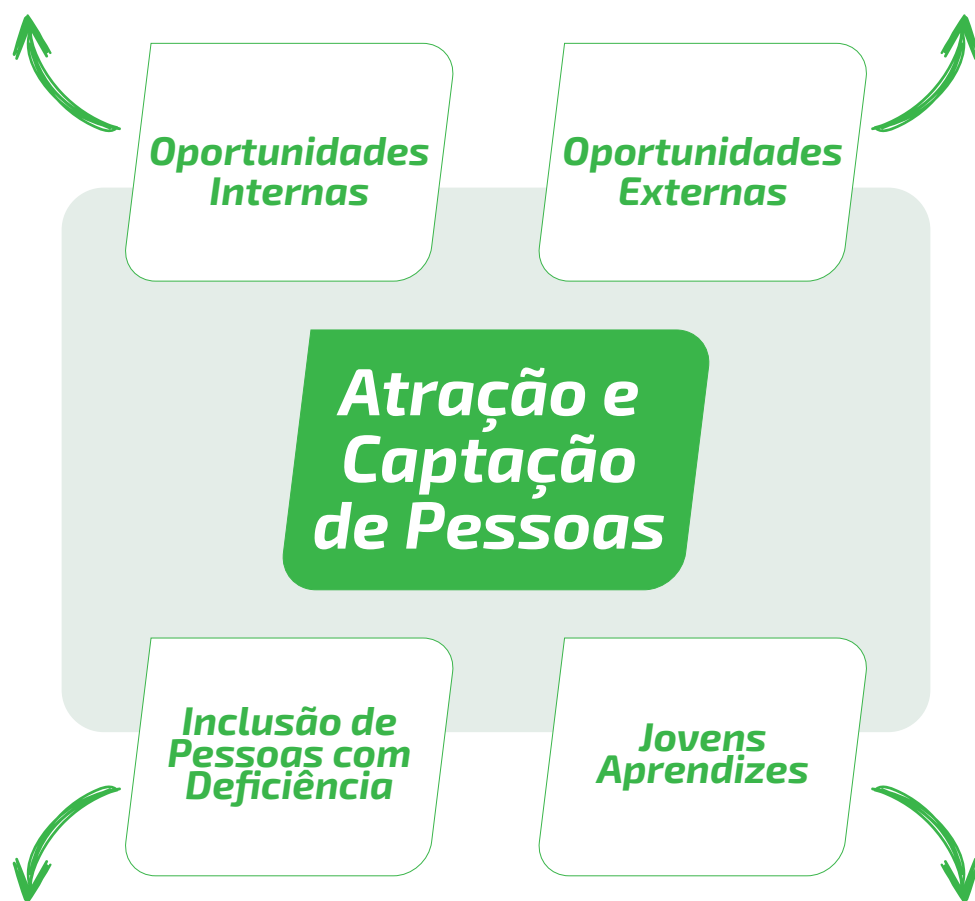 Oportunidades
Internas
Oportunidades
Externas
Atração e
Captação
de Pessoas
Inclusão de
Pessoas com
Deficiência
Jovens
Aprendizes